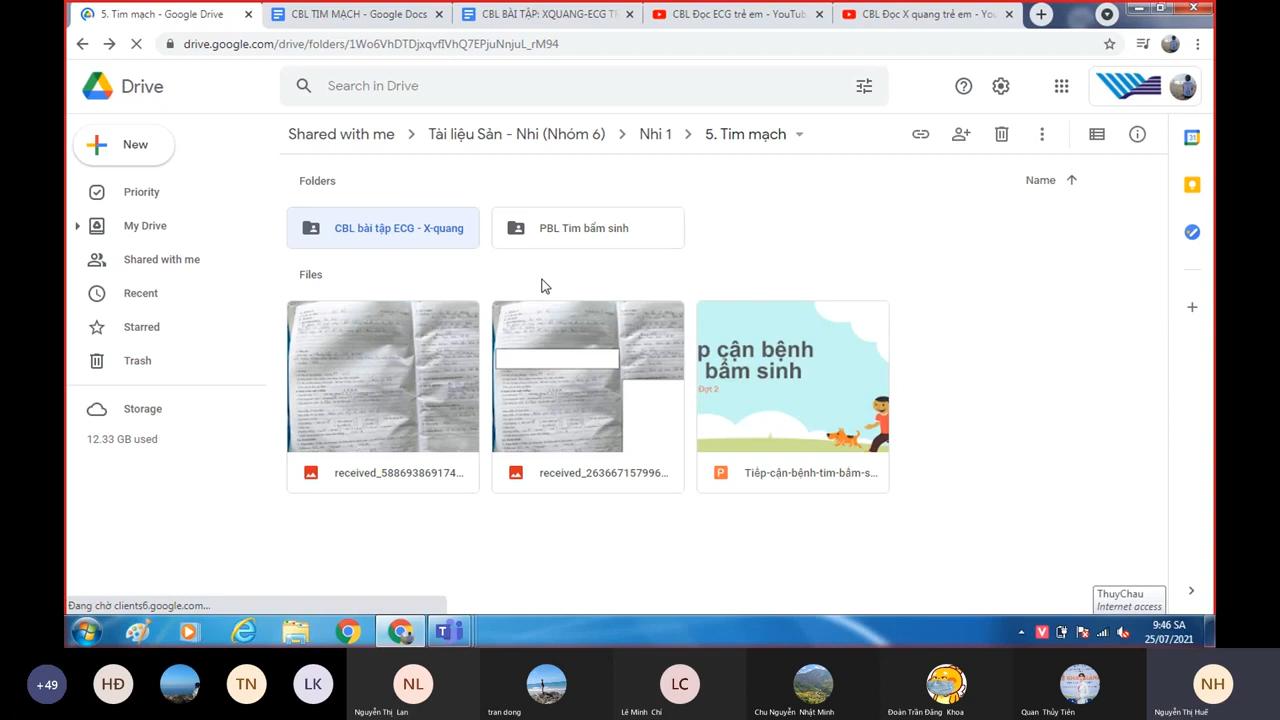 5. Tim mạch - Google Drive
CBL TIM MẠCH - Google Docs
CBL BÀI TẬP: XQUANG-ECG TR
CBL Đọc ECG trẻ em - YouTub
CBL Đọc X quang trẻ em - You
drive.google.com/drive/folders/1Wo6VhDTDjxqvfIVhQ7EPjuNnjuL_rM94
Drive
Search in Drive
New
Shared with me > Tài liệu Sản - Nhi (Nhóm 6) > Nhi 1 > 5. Tim mạch
Priority
My Drive
Shared with me
Recent
Starred
Trash
Storage
12.33 GB used
Folders
Name
CBL bài tập ECG - X-quang
PBL Tim bẩm sinh
Files
p cận bệnh
bẩm sinh
Đợt 2
received_588693869174...
received_263667157996...
P
Tiếp-cận-bệnh-tim-bẩm-s...
31
Đang chờ clients6.google.com...
ThuyChau
Internet access
V
9:46 SA
25/07/2021
+49
HĐ
TN
LK
NL
Nguyễn Thị Lan
tran dong
LC
Lê Minh Chí
Chu Nguyễn Nhật Minh
Đoàn Trần Đăng Khoa
Quan Thủy Tiên
NH
Nguyễn Thị Huế